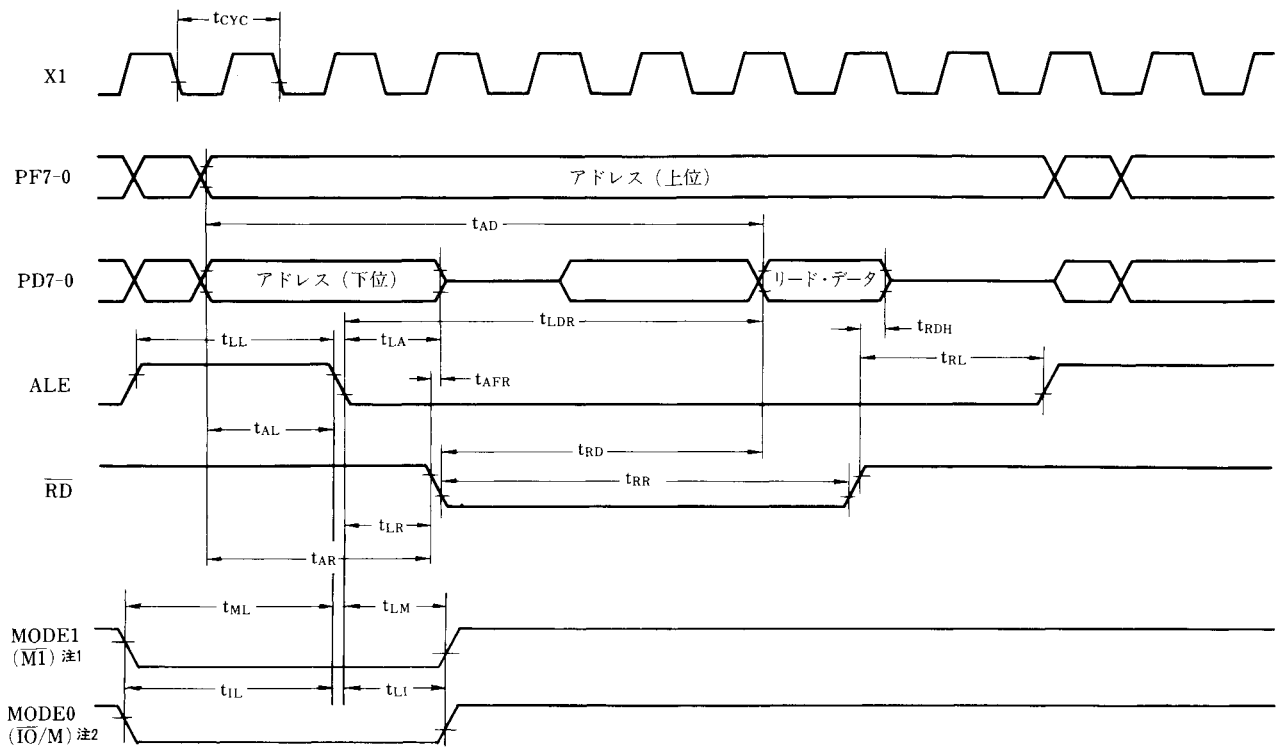 tCYC
X1
PF7-0
アドレス (上位)
tAD
PD7-0
アドレス (下位)
リード・データ
tLDR
tRDH
tLL
tLA
tRL
ALE
tAFR
tAL
tRD
RD
tRR
tLR
tAR
tML
tLM
MODE1
(M1) 注1
tIL
tLI
MODE0
(IO/M) 注2